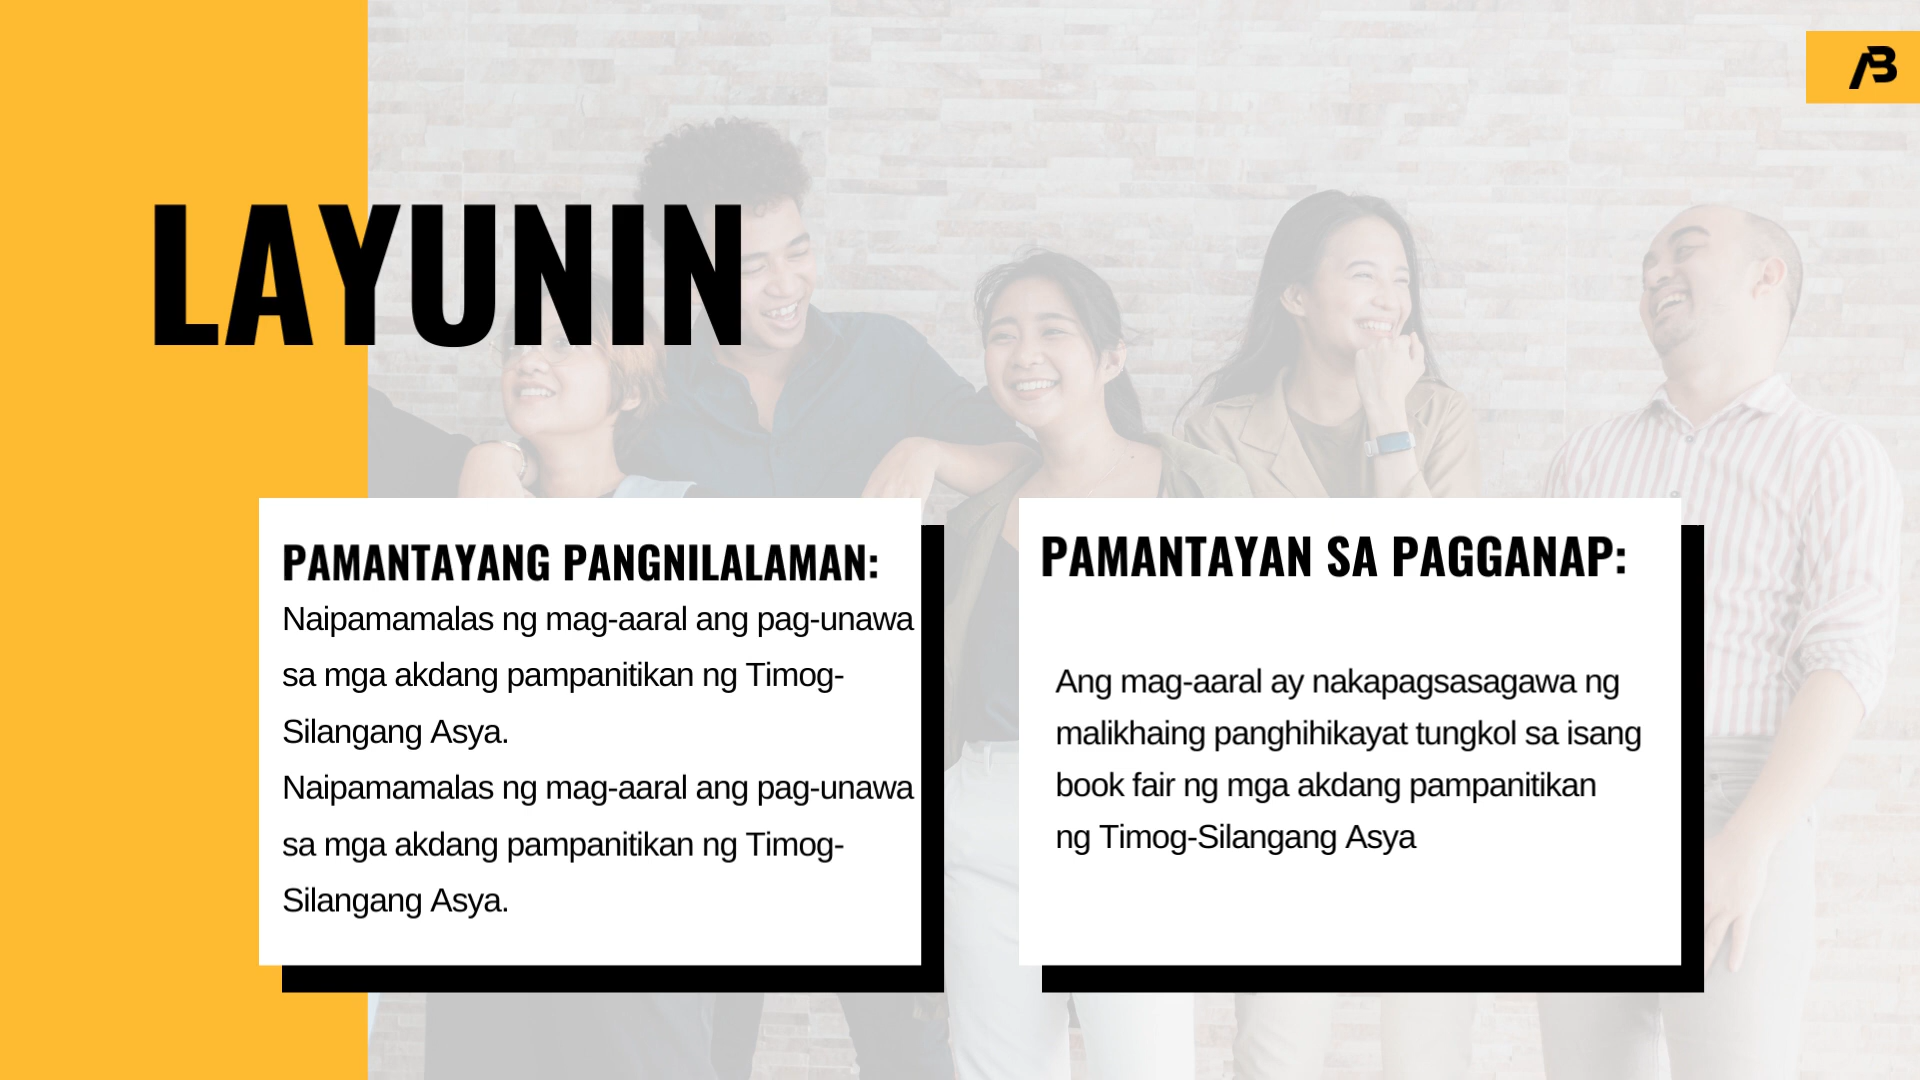 AB
LAYUNIN
PAMANTAYANG PANGNILALAMAN:
Naipamamalas ng mag-aaral ang pag-unawa
sa mga akdang pampanitikan ng Timog-
Silangang Asya.
Naipamamalas ng mag-aaral ang pag-unawa
sa mga akdang pampanitikan ng Timog-
Silangang Asya.
PAMANTAYAN SA PAGGANAP:
Ang mag-aaral ay nakapagsasagawa ng
malikhaing panghihikayat tungkol sa isang
book fair ng mga akdang pampanitikan
ng Timog-Silangang Asya